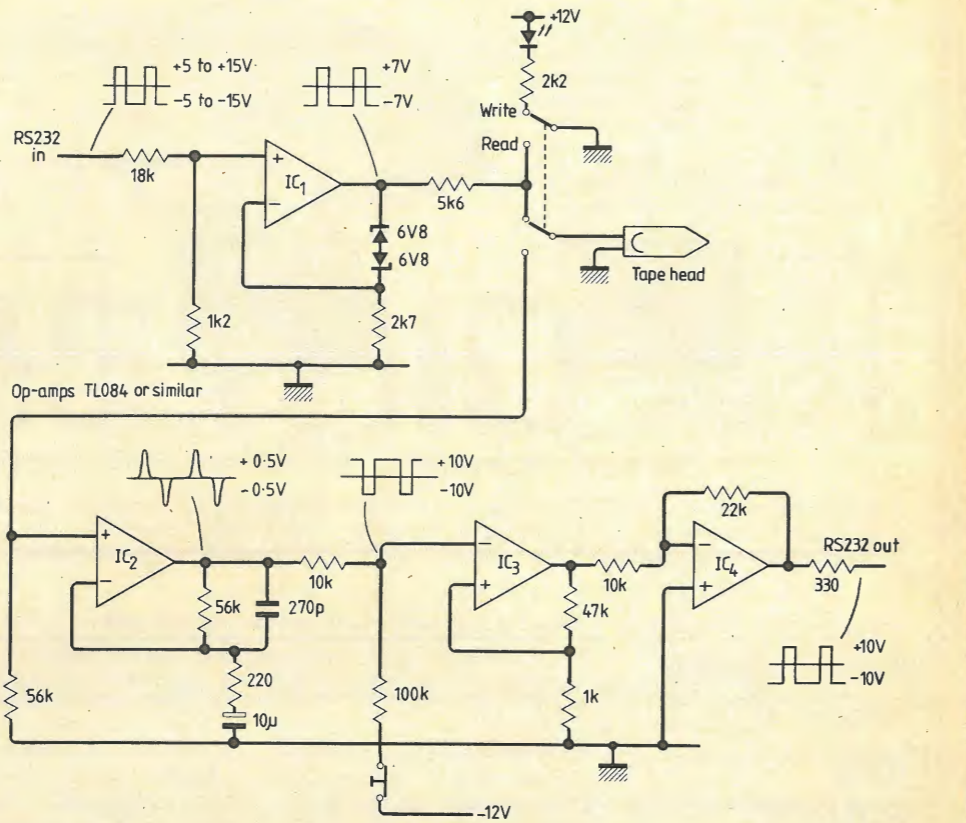 +12V
2k2
Write
Read
+5 to +15V
-5 to -15V
+7V
-7V
RS232
in
18k
+
IC1
-
5k6
6V8
6V8
1k2
2k7
Tape head
Op-amps TL084 or similar
+0·5V
-0·5V
+10V
-10V
22k
+
IC2
-
-
IC3
+
-
IC4
+
RS232 out
10k
10k
330
56k
270p
47k
+10V
-10V
56k
220
100k
1k
10µ
-12V